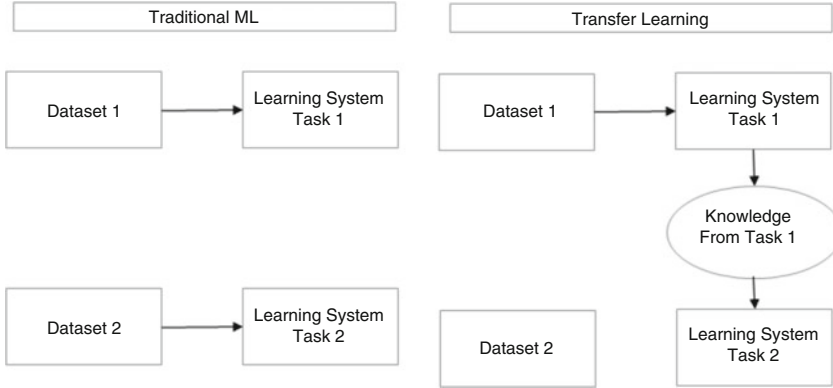 Traditional ML
Transfer Learning
Dataset 1
Learning System
Task 1
Dataset 1
Learning System
Task 1
Knowledge
From Task 1
Dataset 2
Learning System
Task 2
Dataset 2
Learning System
Task 2